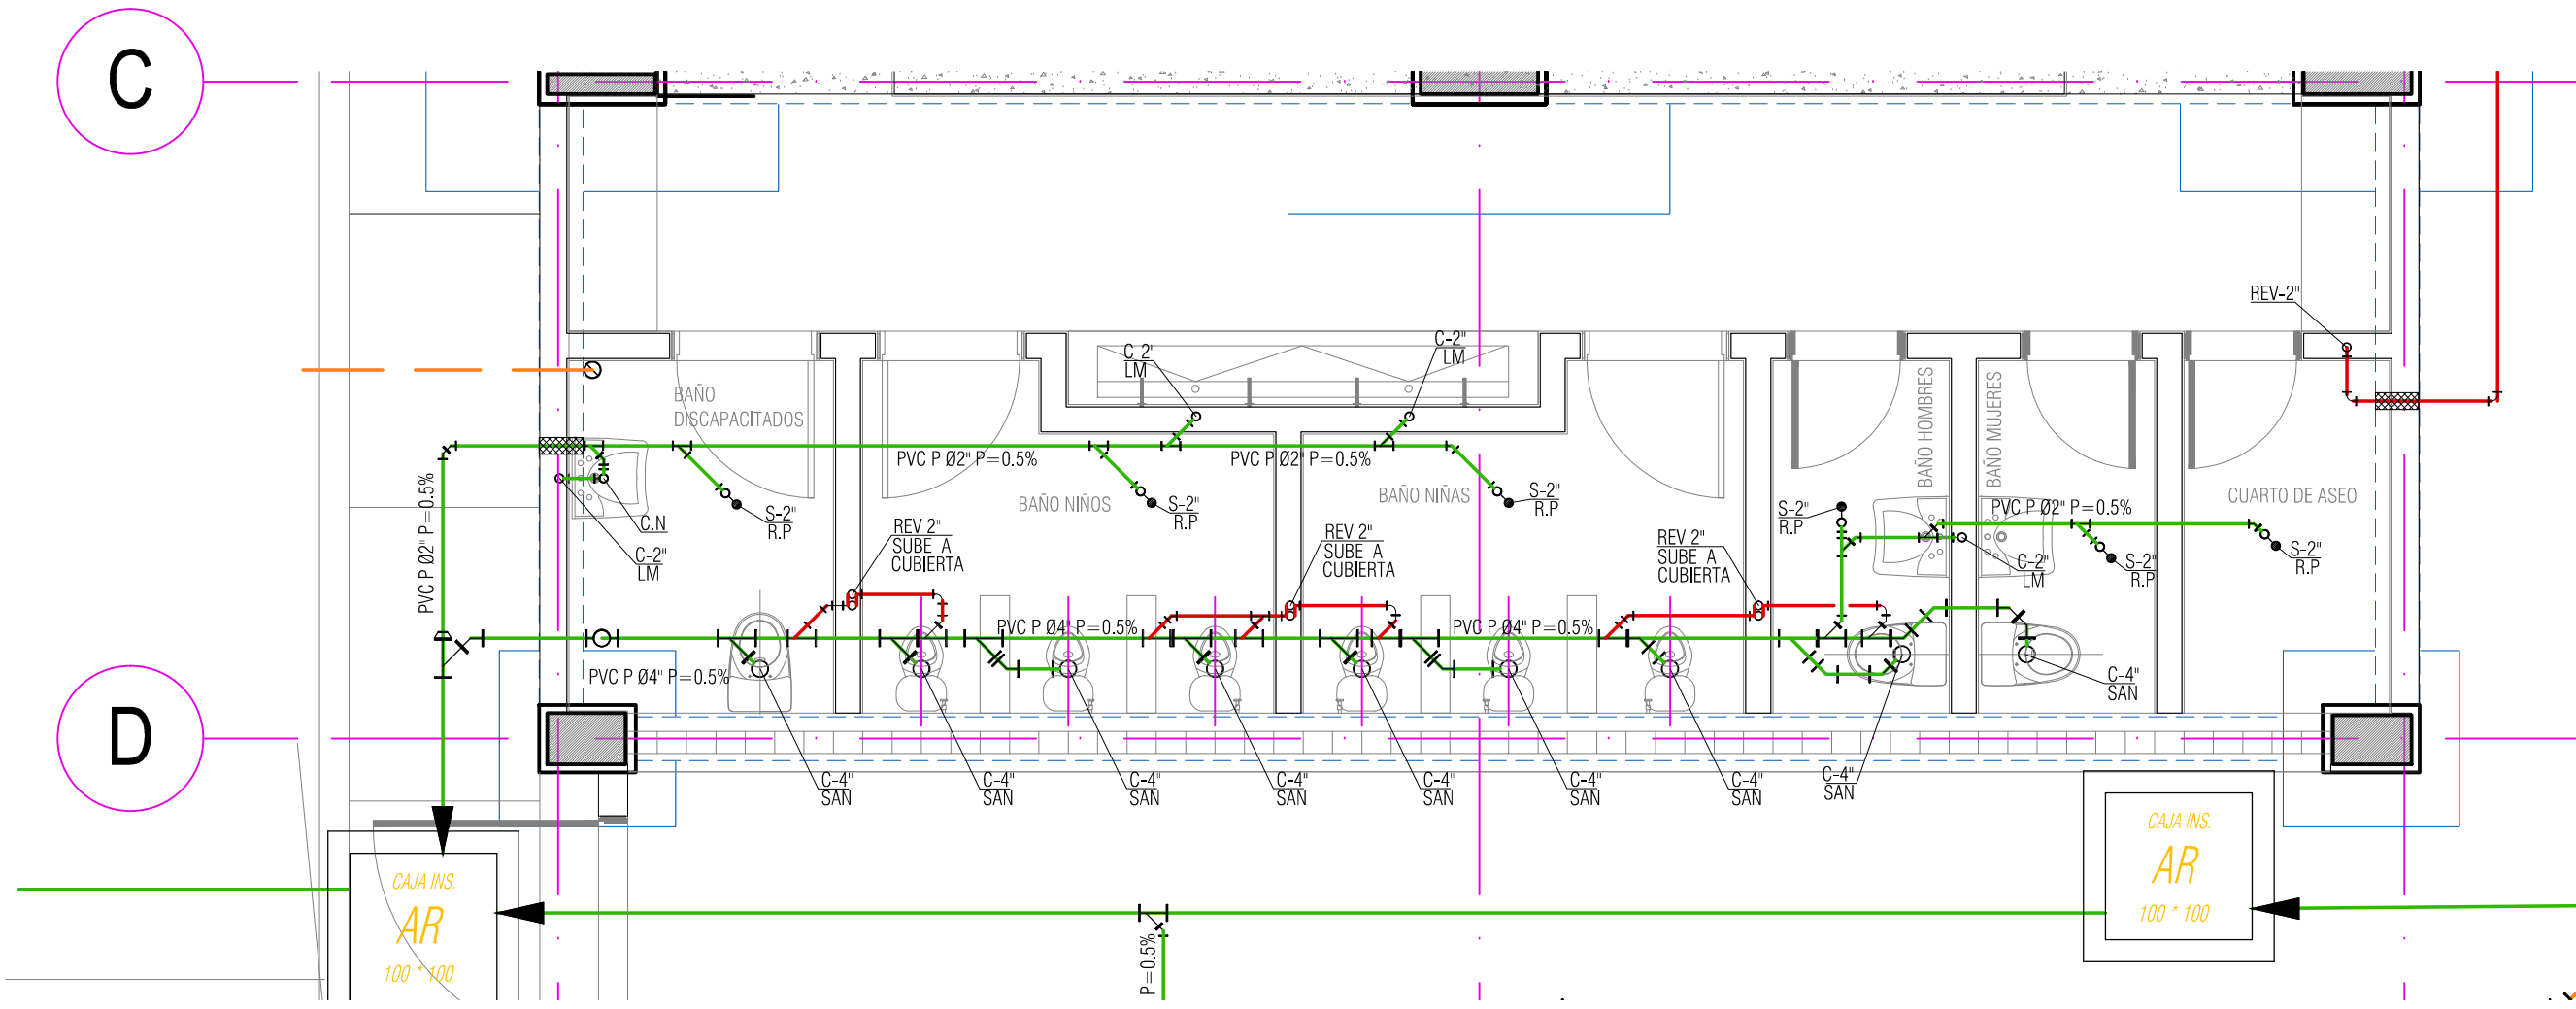 C
REV-2"
C-2"
LM
C-2"
LM
BAÑO
DISCAPACITADOS
BAÑO HOMBRES
BAÑO MUJERES
PVC P Ø2" P=0.5%
PVC P Ø2" P=0.5%
PVC P Ø2" P=0.5%
BAÑO NIÑOS
BAÑO NIÑAS
CUARTO DE ASEO
PVC P Ø2" P=0.5%
C.N
C-2"
LM
S-2"
R.P
S-2"
R.P
S-2"
R.P
S-2"
R.P
S-2"
R.P
S-2"
R.P
C-2"
LM
REV 2"
SUBE A
CUBIERTA
REV 2"
SUBE A
CUBIERTA
REV 2"
SUBE A
CUBIERTA
PVC P Ø4" P=0.5%
PVC P Ø4" P=0.5%
PVC P Ø4" P=0.5%
C-4"
SAN
D
C-4"
SAN
C-4"
SAN
C-4"
SAN
C-4"
SAN
C-4"
SAN
C-4"
SAN
C-4"
SAN
C-4"
SAN
CAJA INS.
AR
100 * 100
CAJA INS.
AR
100 * 100
P=0.5%